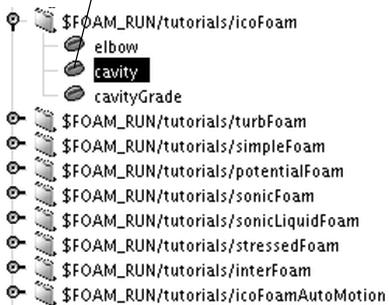 $FOAM_RUN/tutorials/icoFoam
elbow
cavity
cavityGrade
$FOAM_RUN/tutorials/turbFoam
$FOAM_RUN/tutorials/simpleFoam
$FOAM_RUN/tutorials/potentialFoam
$FOAM_RUN/tutorials/sonicFoam
$FOAM_RUN/tutorials/sonicLiquidFoam
$FOAM_RUN/tutorials/stressedFoam
$FOAM_RUN/tutorials/interFoam
$FOAM_RUN/tutorials/icoFoamAutoMotion